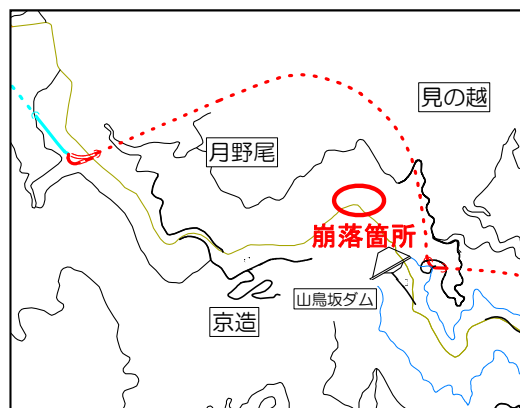 見の越
月野尾
崩落箇所
山鳥坂ダム
京造